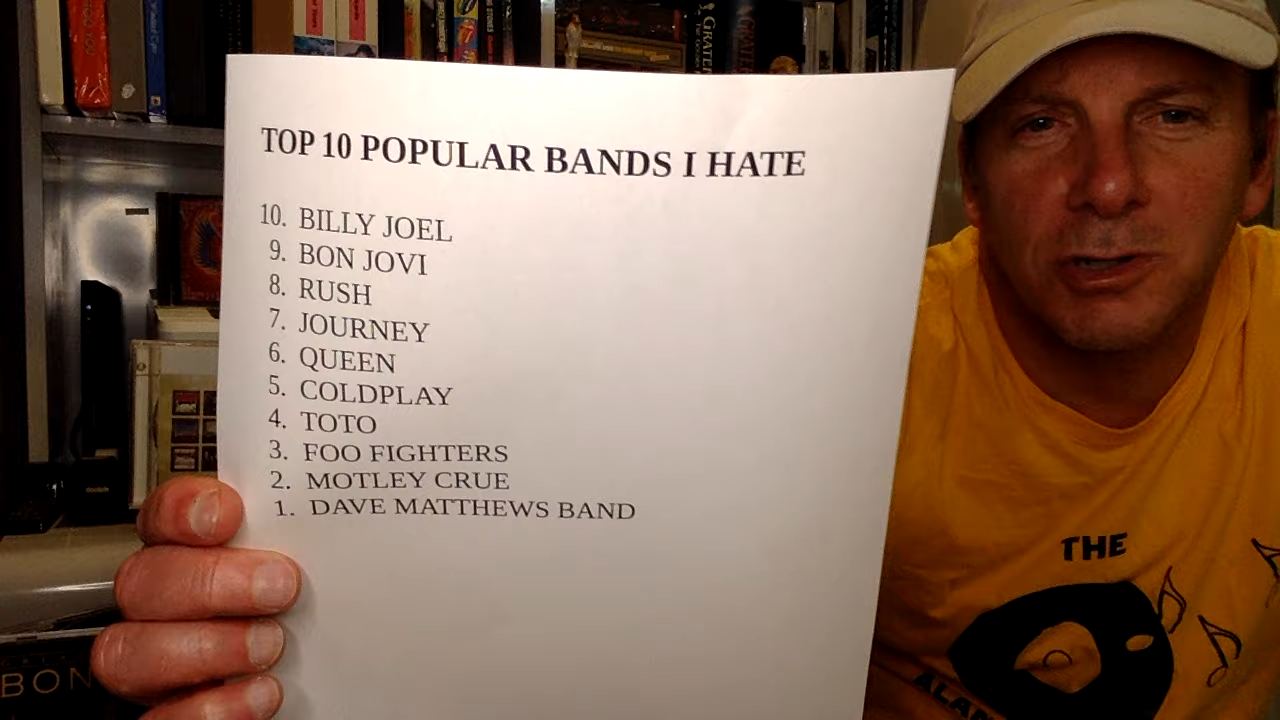 TOP 10 POPULAR BANDS I HATE
10. BILLY JOEL
9. BON JOVI
8. RUSH
7. JOURNEY
6. QUEEN
5. COLDPLAY
4. TOTO
3. FOO FIGHTERS
2. MOTLEY CRUE
1. DAVE MATTHEWS BAND
THE
BON